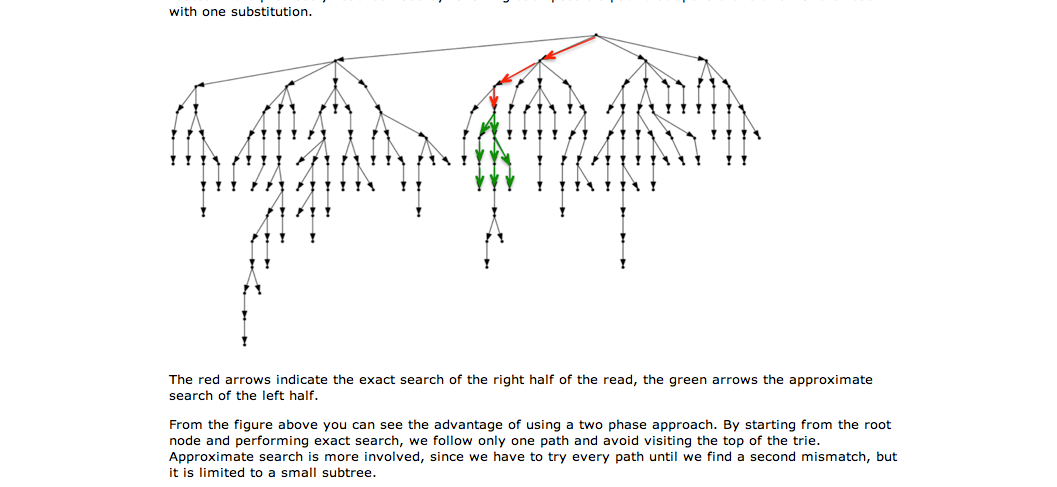 with one substitution.
The red arrows indicate the exact search of the right half of the read, the green arrows the approximate
search of the left half.
From the figure above you can see the advantage of using a two phase approach. By starting from the root
node and performing exact search, we follow only one path and avoid visiting the top of the trie.
Approximate search is more involved, since we have to try every path until we find a second mismatch, but
it is limited to a small subtree.